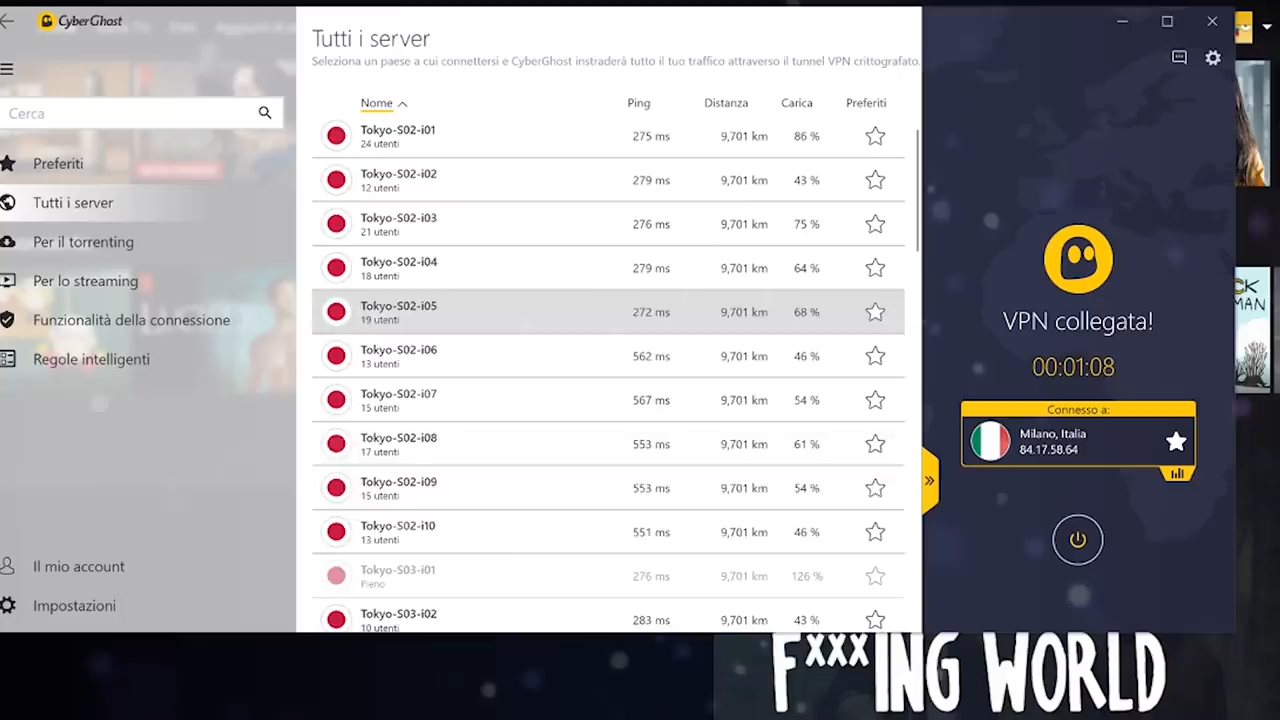 CyberGhost
Cerca
Preferiti
Tutti i server
Per il torrenting
Per lo streaming
Funzionalità della connessione
Regole intelligenti
Il mio account
Impostazioni
Tutti i server
Seleziona un paese a cui connettersi e CyberGhost instraderà tutto il tuo traffico attraverso il tunnel VPN crittografato.
Nome Ping Distanza Carica Preferiti
Tokyo-S02-i01 275 ms 9,701 km 86 %
24 utenti
Tokyo-S02-i02 279 ms 9,701 km 43 %
12 utenti
Tokyo-S02-i03 276 ms 9,701 km 75 %
21 utenti
Tokyo-S02-i04 279 ms 9,701 km 64 %
18 utenti
Tokyo-S02-i05 272 ms 9,701 km 68 %
19 utenti
Tokyo-S02-i06 562 ms 9,701 km 46 %
13 utenti
Tokyo-S02-i07 567 ms 9,701 km 54 %
15 utenti
Tokyo-S02-i08 553 ms 9,701 km 61 %
17 utenti
Tokyo-S02-i09 553 ms 9,701 km 54 %
15 utenti
Tokyo-S02-i10 551 ms 9,701 km 46 %
13 utenti
Tokyo-S03-i01 276 ms 9,701 km 126 %
Pieno
Tokyo-S03-i02 283 ms 9,701 km 43 %
10 utenti
VPN collegata!
00:01:08
Connesso a:
Milano, Italia
84.17.58.64
CK
MAN
F***ING WORLD